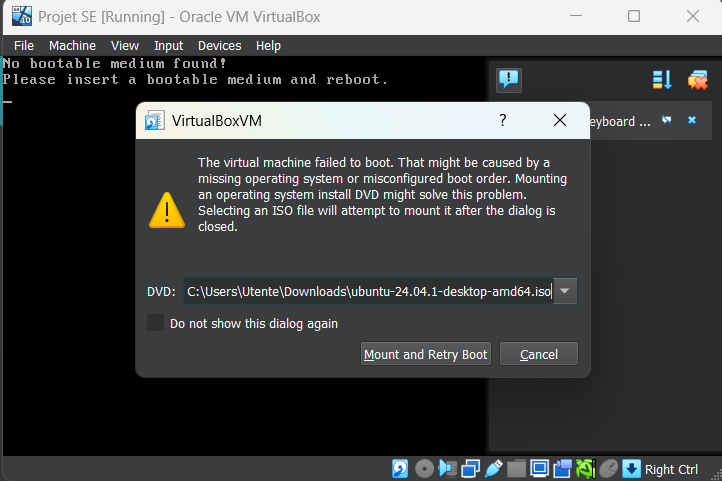 Projet SE [Running] - Oracle VM VirtualBox
File Machine View Input Devices Help
No bootable medium found!
Please insert a bootable medium and reboot.
eyboard ...
VirtualBoxVM
?
The virtual machine failed to boot. That might be caused by a
missing operating system or misconfigured boot order. Mounting
an operating system install DVD might solve this problem.
Selecting an ISO file will attempt to mount it after the dialog is
closed.
DVD: C:\Users\Utente\Downloads\ubuntu-24.04.1-desktop-amd64.iso
Do not show this dialog again
Mount and Retry Boot Cancel
Right Ctrl